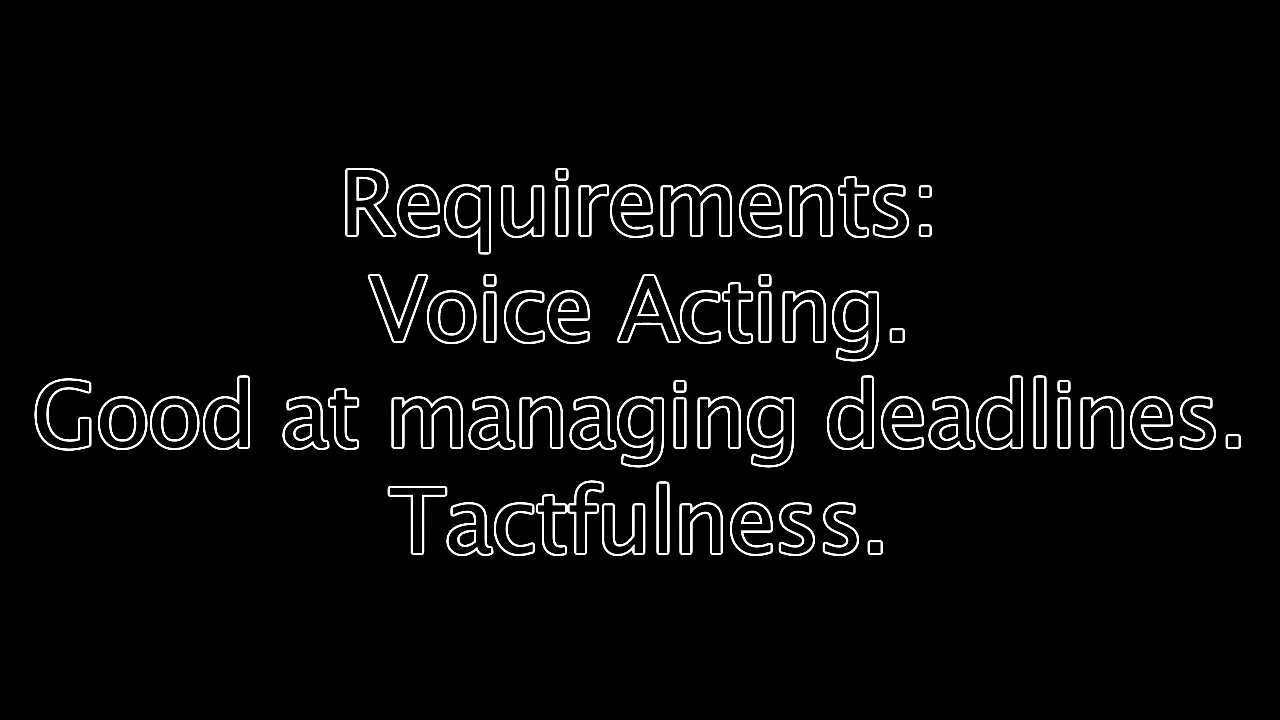 Requirements:
Voice Acting.
Good at managing deadlines.
Tactfulness.